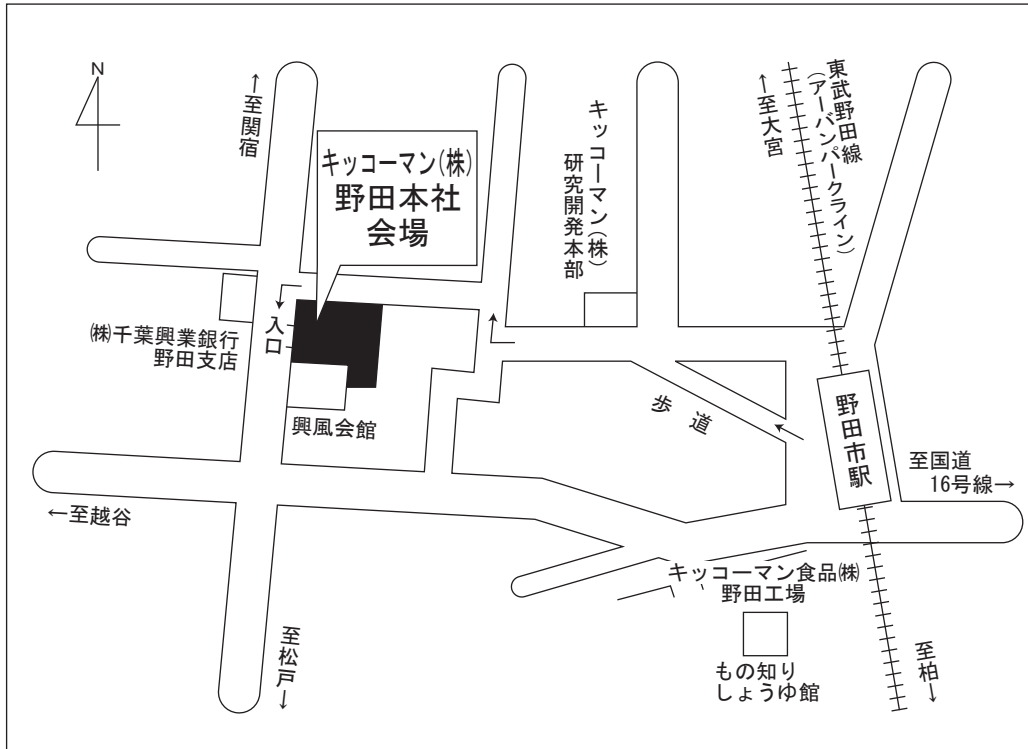 N
↑至関宿
キッコーマン(株)
野田本社
会場
キッコーマン(株)
研究開発本部
↑至大宮
東武野田線
(アーバンパークライン)
㈱千葉興業銀行
野田支店
入口
興風会館
歩道
野田市駅
至国道
16号線→
←至越谷
キッコーマン食品㈱
野田工場
もの知り
しょうゆ館
至松戸↓
至柏↓